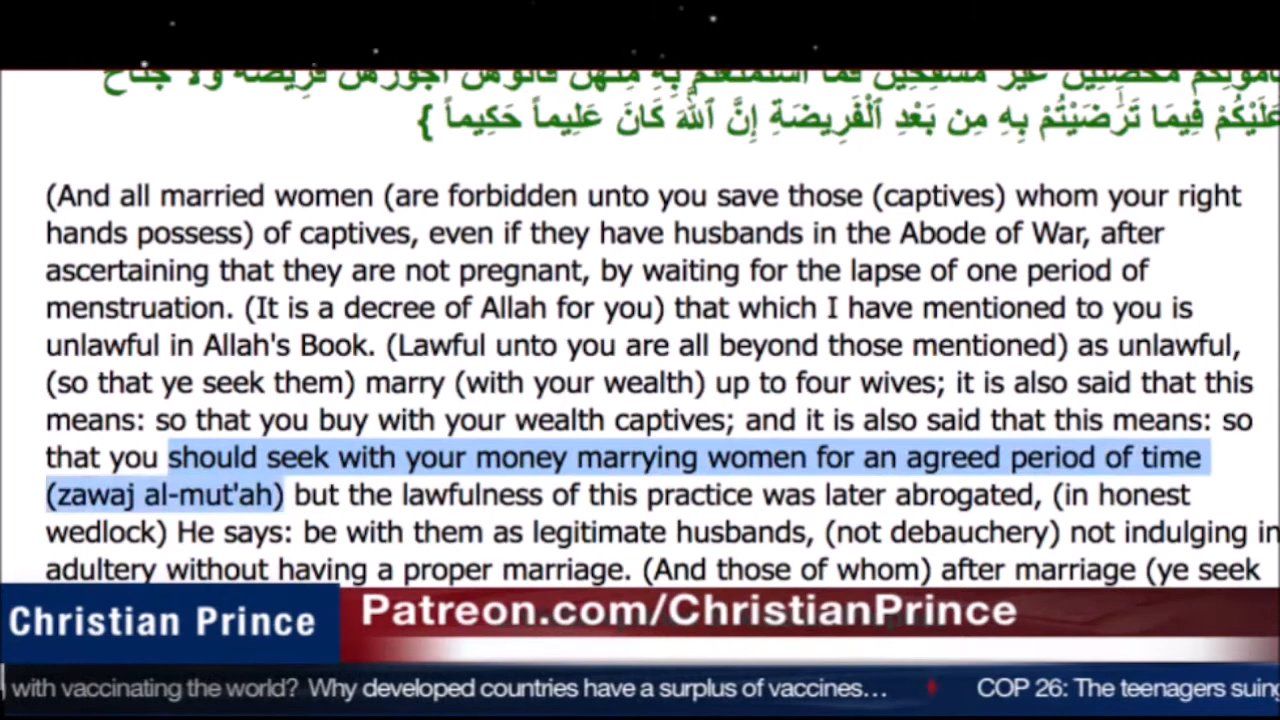 عَلَيْكُمْ فِيمَا تَرَٰضَيْتُمْ بِهِ مِن بَعْدِ ٱلْفَرِيضَةِ إِنَّ ٱللَّهَ كَانَ عَلِيماً حَكِيماً }
(And all married women (are forbidden unto you save those (captives) whom your right
hands possess) of captives, even if they have husbands in the Abode of War, after
ascertaining that they are not pregnant, by waiting for the lapse of one period of
menstruation. (It is a decree of Allah for you) that which I have mentioned to you is
unlawful in Allah's Book. (Lawful unto you are all beyond those mentioned) as unlawful,
(so that ye seek them) marry (with your wealth) up to four wives; it is also said that this
means: so that you buy with your wealth captives; and it is also said that this means: so
that you should seek with your money marrying women for an agreed period of time
(zawaj al-mut'ah) but the lawfulness of this practice was later abrogated, (in honest
wedlock) He says: be with them as legitimate husbands, (not debauchery) not indulging in
adultery without having a proper marriage. (And those of whom) after marriage (ye seek
Christian Prince
Patreon.com/ChristianPrince
with vaccinating the world? Why developed countries have a surplus of vaccines... COP 26: The teenagers suing